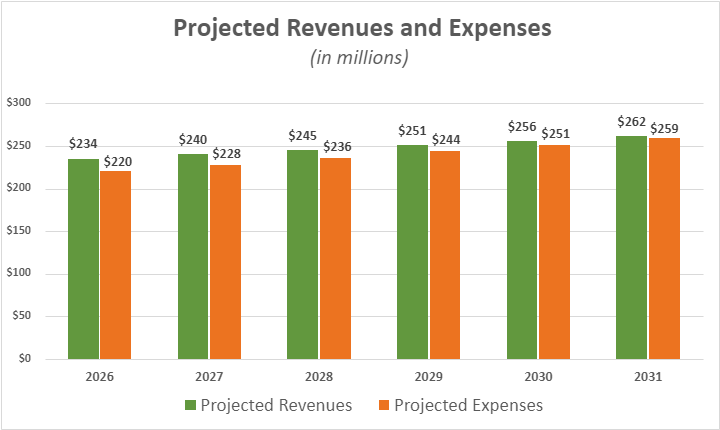 Projected Revenues and Expenses
(in millions)
$300
$250
$200
$150
$100
$50
$0
$234 $220 $240 $228 $245 $236 $251 $244 $256 $251 $262 $259
2026 2027 2028 2029 2030 2031
Projected Revenues Projected Expenses